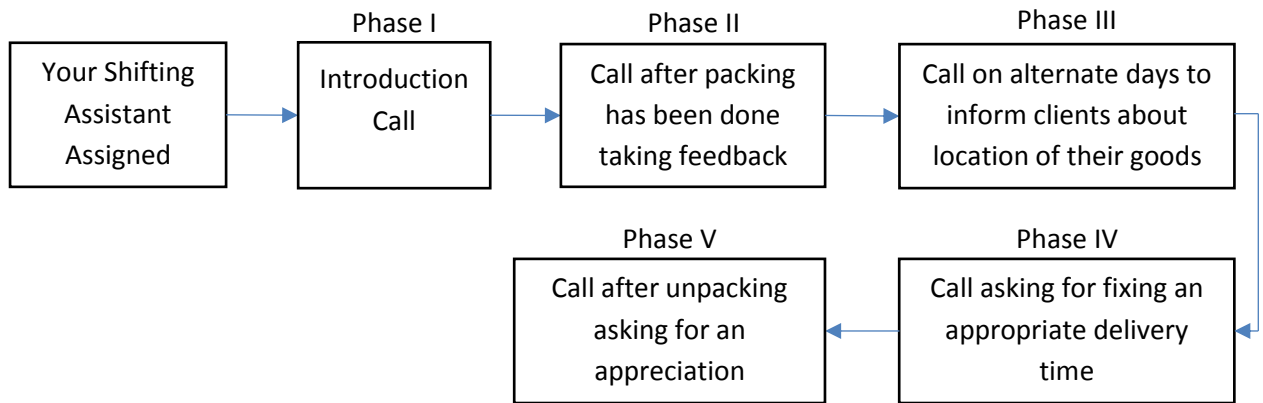 Your Shifting
Assistant
Assigned
Phase I
Introduction
Call
Phase II
Call after packing
has been done
taking feedback
Phase III
Call on alternate days to
inform clients about
location of their goods
Phase IV
Call asking for fixing an
appropriate delivery
time
Phase V
Call after unpacking
asking for an
appreciation